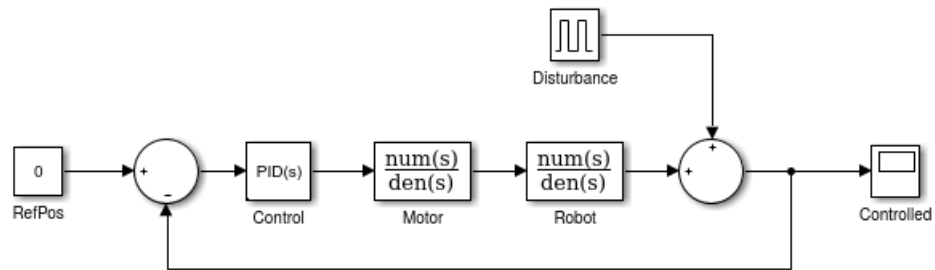 Disturbance
0
+
−
PID(s)
num(s)
den(s)
num(s)
den(s)
+
+
RefPos
Control
Motor
Robot
Controlled